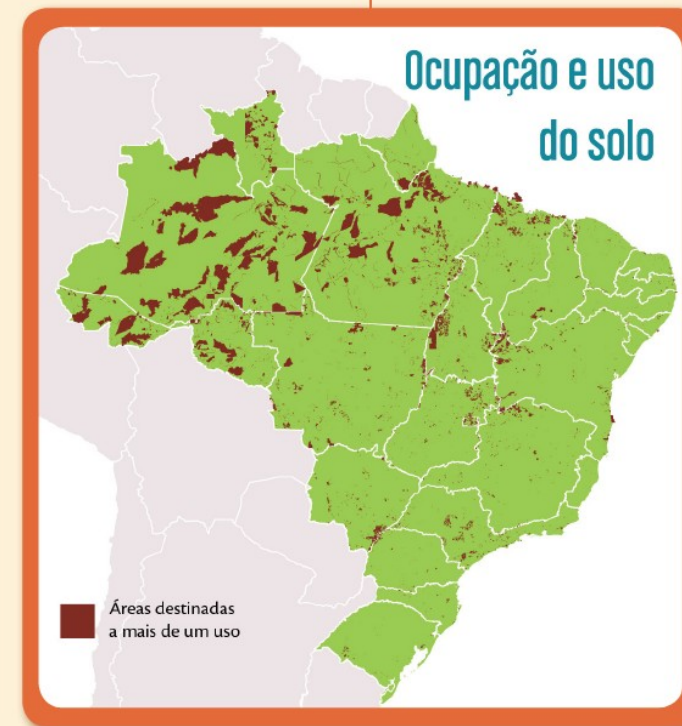 Ocupação e uso
do solo
Áreas destinadas
a mais de um uso